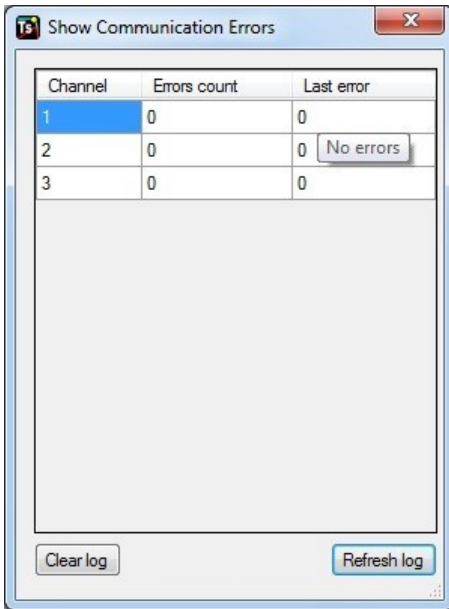 TS Show Communication Errors
Channel Errors count Last error
1 0 0
2 0 0 No errors
3 0 0
Clear log Refresh log